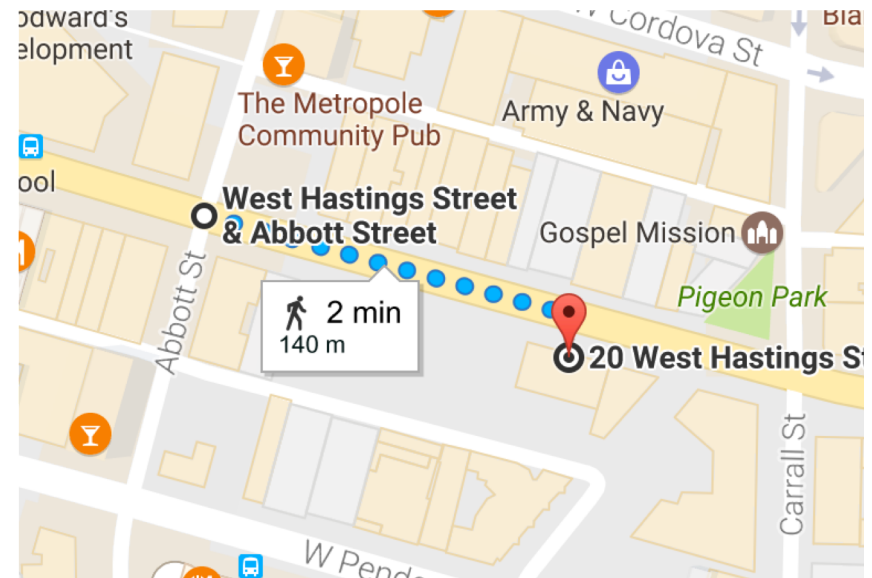 odward's
elopment
W Cordova St
Bla
The Metropole
Community Pub
Army & Navy
ool
West Hastings Street
& Abbott Street
Gospel Mission
Pigeon Park
2 min
140 m
Abbott St
20 West Hastings St
Carrall St
W Pende